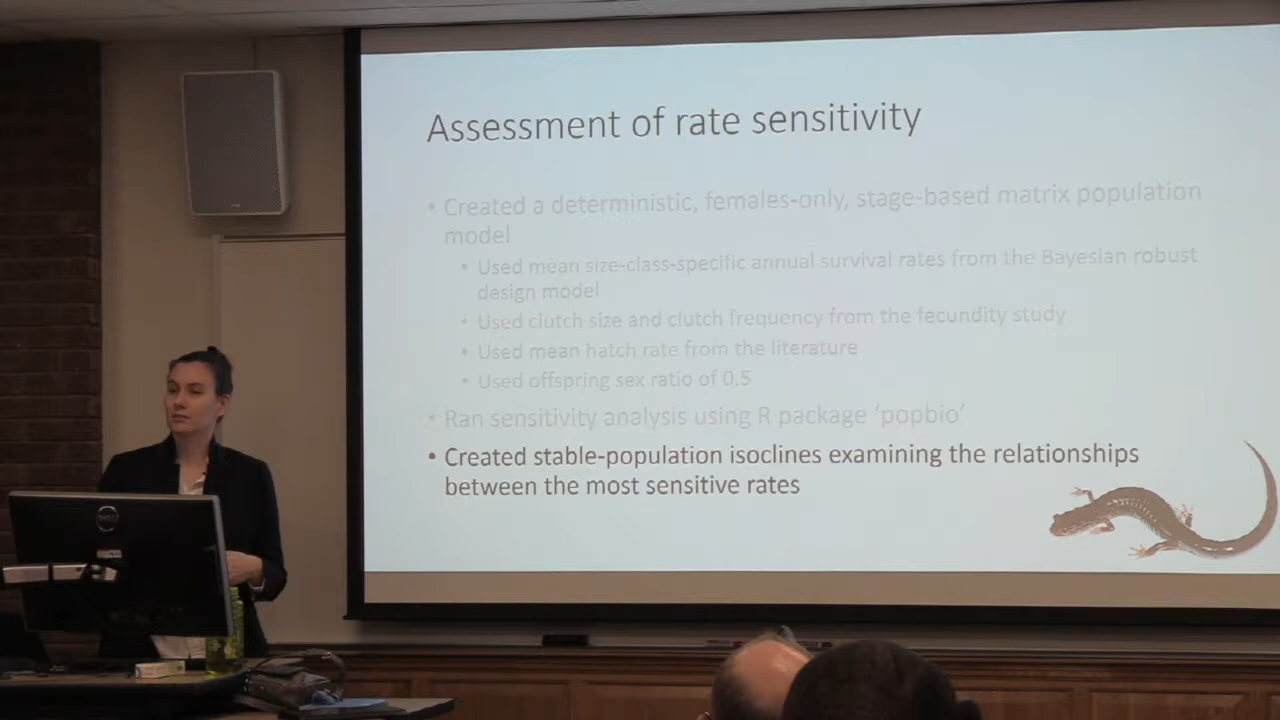 Assessment of rate sensitivity
• Created a deterministic, females-only, stage-based matrix population
model
• Used mean size-class-specific annual survival rates from the Bayesian robust
design model
• Used clutch size and clutch frequency from the fecundity study
• Used mean hatch rate from the literature
• Used offspring sex ratio of 0.5
• Ran sensitivity analysis using R package ‘popbio’
• Created stable-population isoclines examining the relationships
between the most sensitive rates
DELL